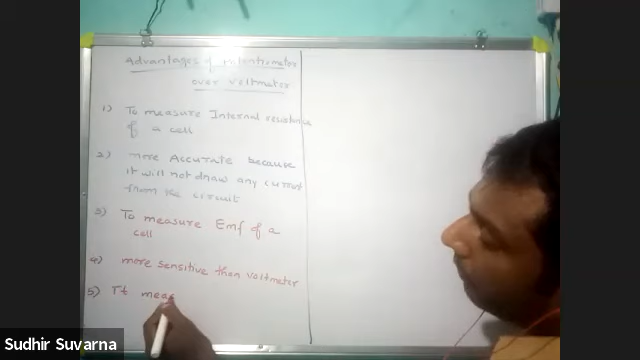 Advantages of Potentiometer
over Voltmeter
1) To measure Internal resistance
of a cell
2) more Accurate because
it will not draw any current
from the circuit
3) To measure Emf of a
cell
4) more sensitive than voltmeter
5) It meas
Sudhir Suvarna